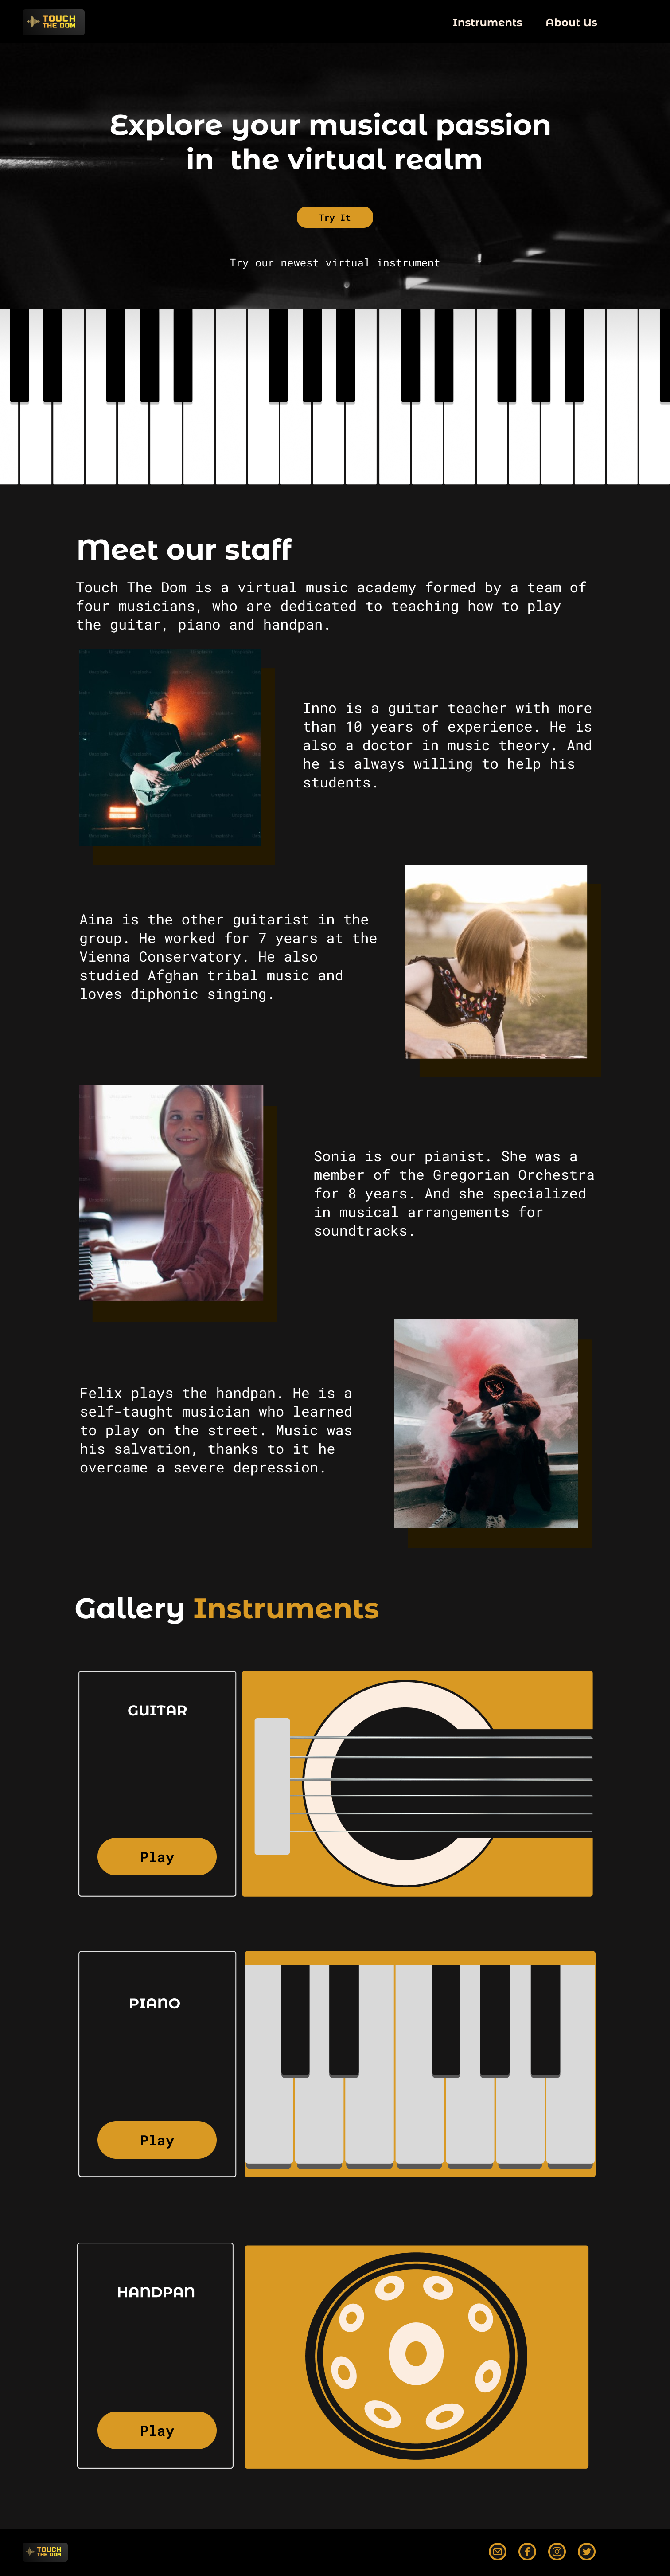 TOUCH
THE DOM
Instruments
About Us
Explore your musical passion
in the virtual realm
Try It
Try our newest virtual instrument
Meet our staff
Touch The Dom is a virtual music academy formed by a team of
four musicians, who are dedicated to teaching how to play
the guitar, piano and handpan.
Inno is a guitar teacher with more
than 10 years of experience. He is
also a doctor in music theory. And
he is always willing to help his
students.
Aina is the other guitarist in the
group. He worked for 7 years at the
Vienna Conservatory. He also
studied Afghan tribal music and
loves diphonic singing.
Sonia is our pianist. She was a
member of the Gregorian Orchestra
for 8 years. And she specialized
in musical arrangements for
soundtracks.
Felix plays the handpan. He is a
self-taught musician who learned
to play on the street. Music was
his salvation, thanks to it he
overcame a severe depression.
Gallery Instruments
GUITAR
Play
PIANO
Play
HANDPAN
Play
TOUCH
THE DOM